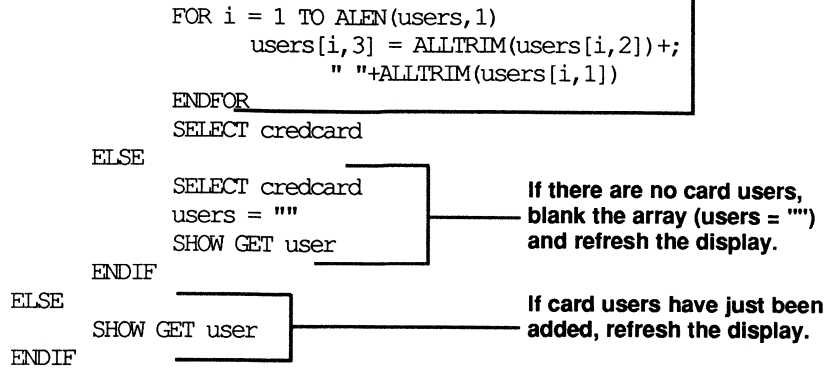 FOR i = 1 TO ALEN(users,1)
users[i,3] = ALLTRIM(users[i,2])+;
" "+ALLTRIM(users[i,1])
ENDFOR
SELECT credcard
ELSE
SELECT credcard
users = ""
SHOW GET user
ENDIF
If there are no card users,
blank the array (users = "")
and refresh the display.
ELSE
SHOW GET user
ENDIF
If card users have just been
added, refresh the display.